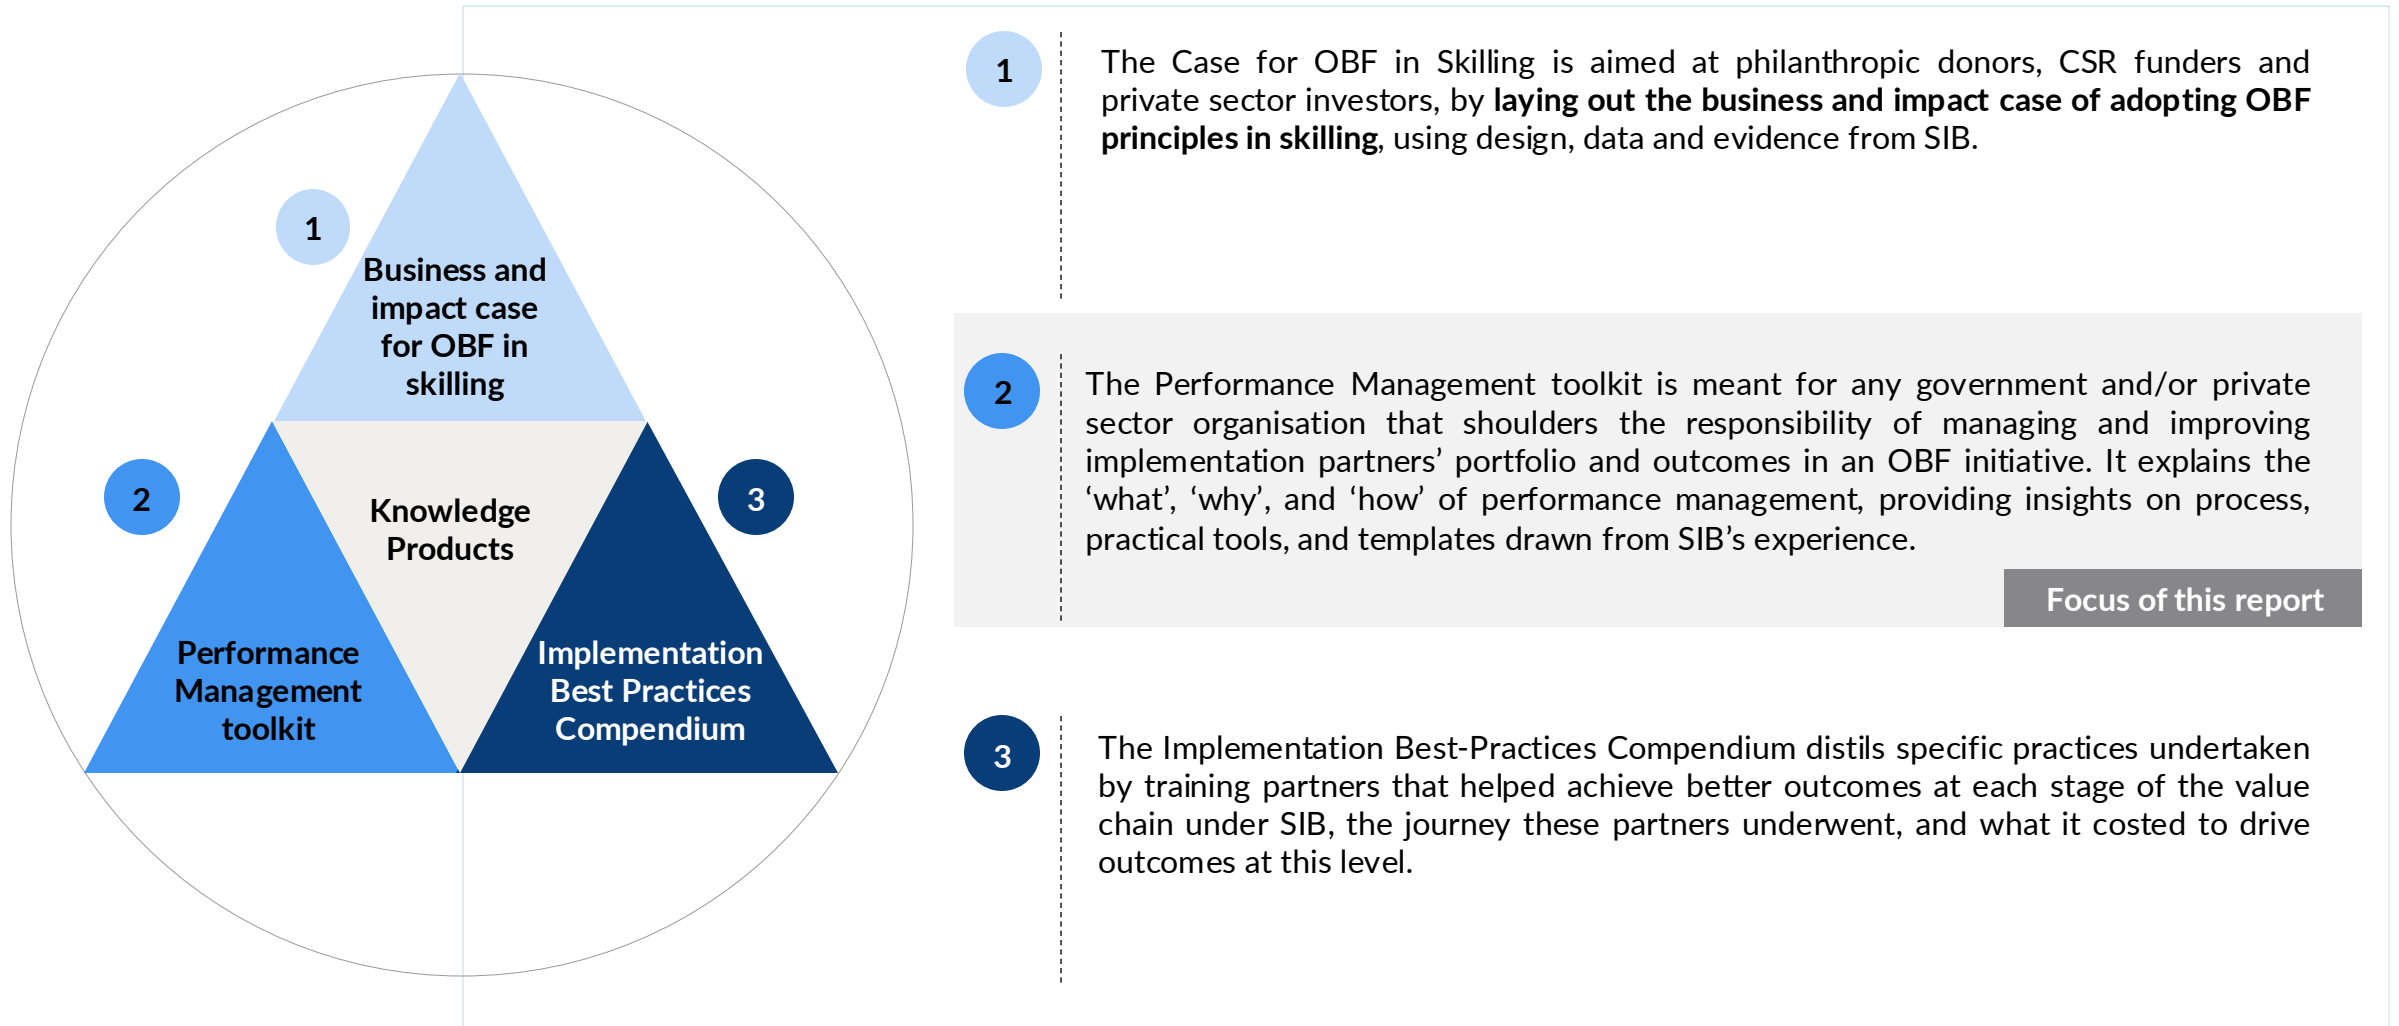 1
Business and
impact case
for OBF in
skilling
2
Performance
Management
toolkit
Knowledge
Products
3
Implementation
Best Practices
Compendium
1
The Case for OBF in Skilling is aimed at philanthropic donors, CSR funders and
private sector investors, by laying out the business and impact case of adopting OBF
principles in skilling, using design, data and evidence from SIB.
2
The Performance Management toolkit is meant for any government and/or private
sector organisation that shoulders the responsibility of managing and improving
implementation partners’ portfolio and outcomes in an OBF initiative. It explains the
‘what’, ‘why’, and ‘how’ of performance management, providing insights on process,
practical tools, and templates drawn from SIB’s experience.
Focus of this report
3
The Implementation Best-Practices Compendium distils specific practices undertaken
by training partners that helped achieve better outcomes at each stage of the value
chain under SIB, the journey these partners underwent, and what it costed to drive
outcomes at this level.